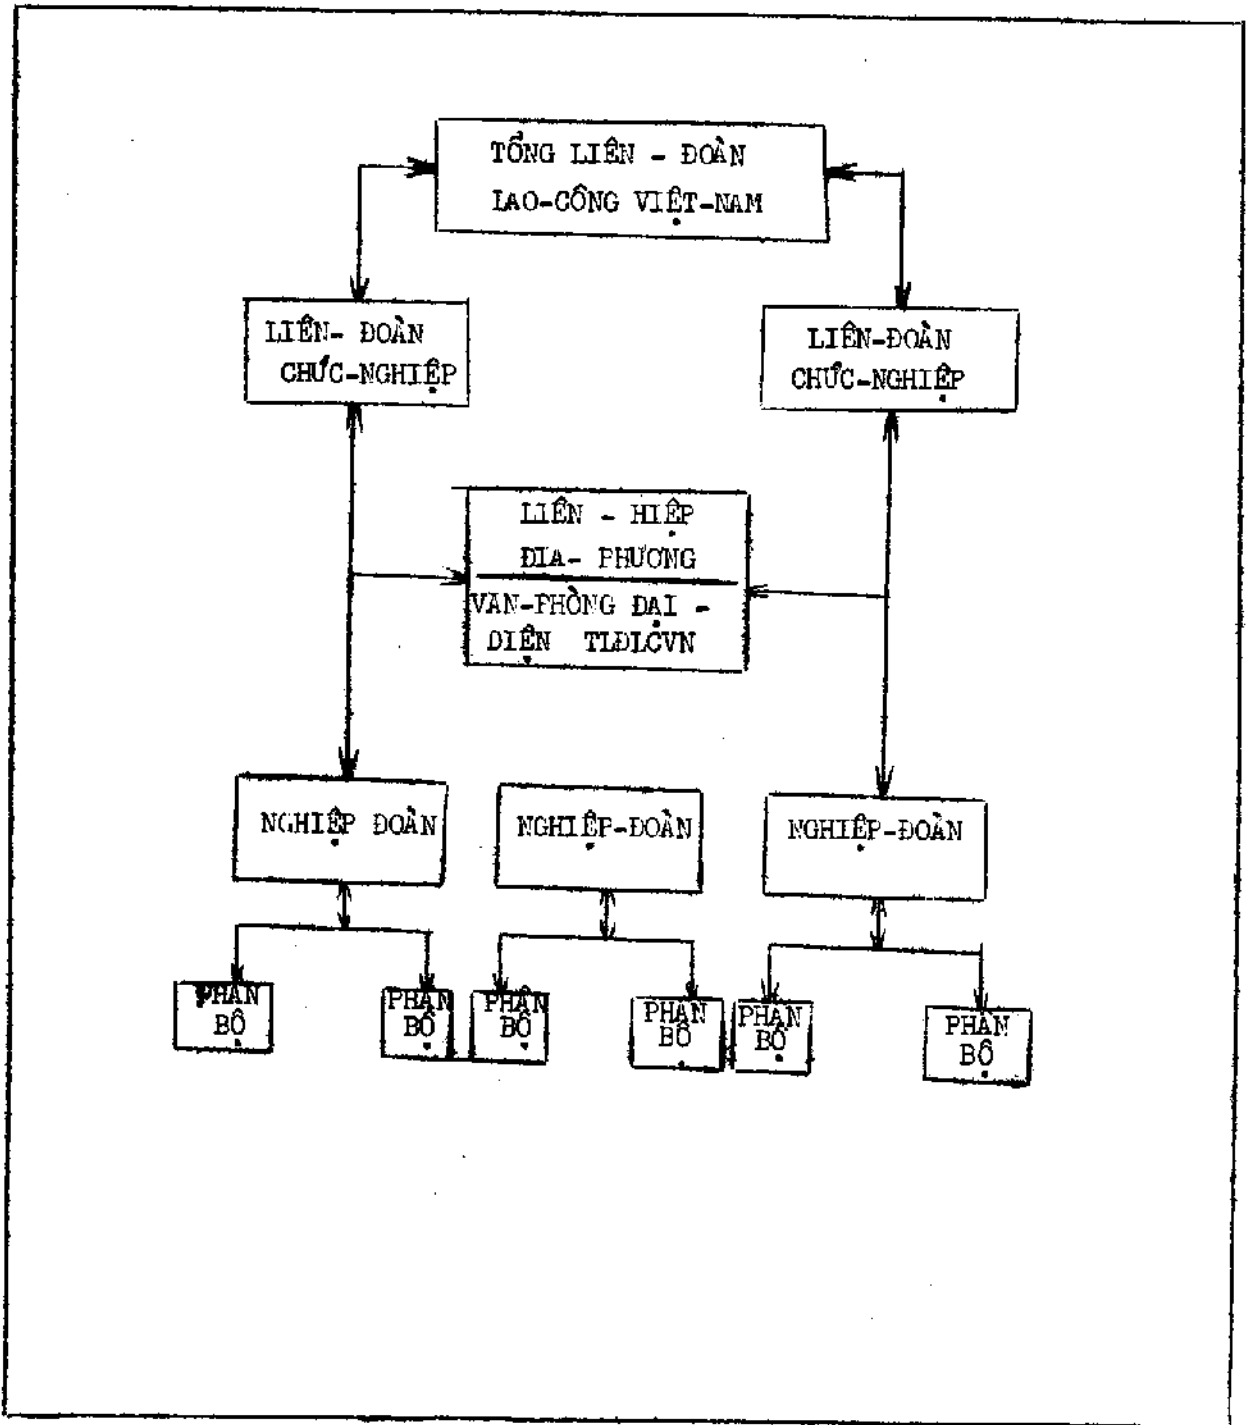 TỔNG LIÊN - ĐOÀN
LAO-CÔNG VIỆT-NAM
LIÊN- ĐOÀN
CHỨC-NGHIỆP
LIÊN-ĐOÀN
CHỨC-NGHIỆP
LIÊN - HIỆP
ĐIA- PHƯƠNG
VAN-PHÒNG ĐẠI -
DIỆN TLĐLCVN
NGHIỆP ĐOÀN
NGHIỆP-ĐOÀN
NGHIỆP-ĐOÀN
PHÂN
BỘ
PHÂN
BỘ
PHÂN
BỘ
PHÂN
BỘ
PHÂN
BỘ
PHÂN
BỘ